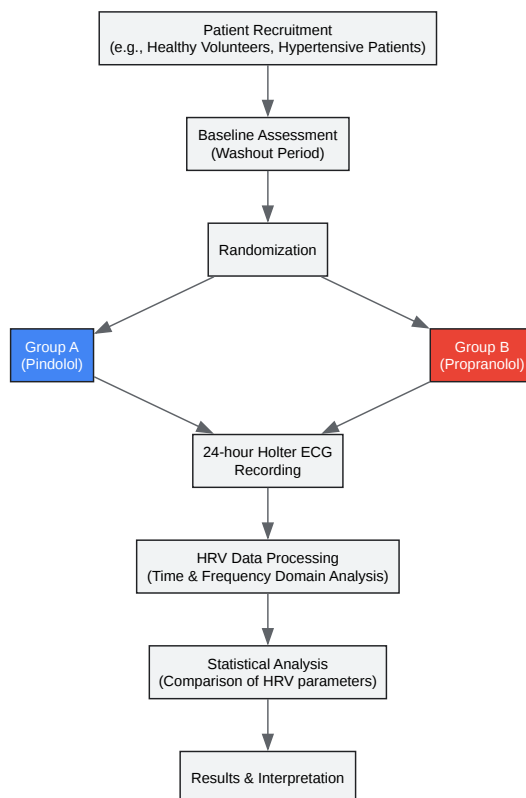 Patient Recruitment
(e.g., Healthy Volunteers, Hypertensive Patients)
Baseline Assessment
(Washout Period)
Randomization
Group A
(Pindolol)
Group B
(Propranolol)
24-hour Holter ECG
Recording
HRV Data Processing
(Time & Frequency Domain Analysis)
Statistical Analysis
(Comparison of HRV parameters)
Results & Interpretation